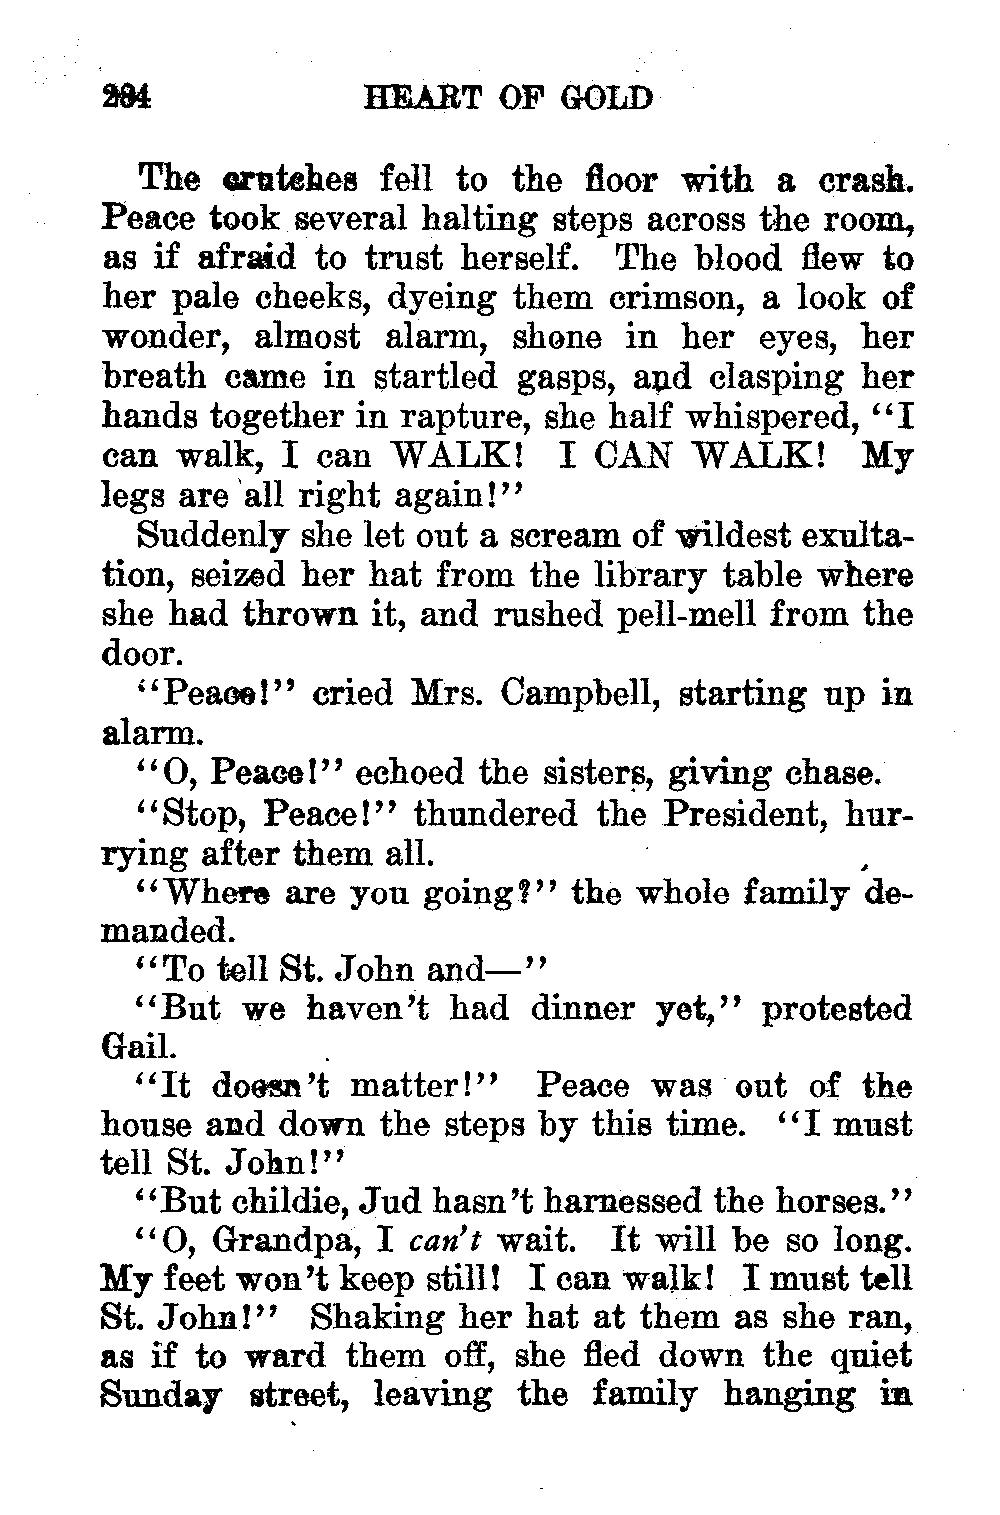 284 HEART OF GOLD
The crutches fell to the floor with a crash.
Peace took several halting steps across the room,
as if afraid to trust herself. The blood flew to
her pale cheeks, dyeing them crimson, a look of
wonder, almost alarm, shone in her eyes, her
breath came in startled gasps, and clasping her
hands together in rapture, she half whispered, "I
can walk, I can WALK! I CAN WALK! My
legs are all right again!"
Suddenly she let out a scream of wildest exulta-
tion, seized her hat from the library table where
she had thrown it, and rushed pell-mell from the
door.
"Peace!" cried Mrs. Campbell, starting up in
alarm.
"O, Peace!" echoed the sisters, giving chase.
"Stop, Peace!" thundered the President, hur-
rying after them all.
"Where are you going?" the whole family de-
manded.
"To tell St. John and—"
"But we haven't had dinner yet," protested
Gail.
"It doesn't matter!" Peace was out of the
house and down the steps by this time. "I must
tell St. John!"
"But childie, Jud hasn't harnessed the horses."
"O, Grandpa, I can't wait. It will be so long.
My feet won't keep still! I can walk! I must tell
St. John!" Shaking her hat at them as she ran,
as if to ward them off, she fled down the quiet
Sunday street, leaving the family hanging in